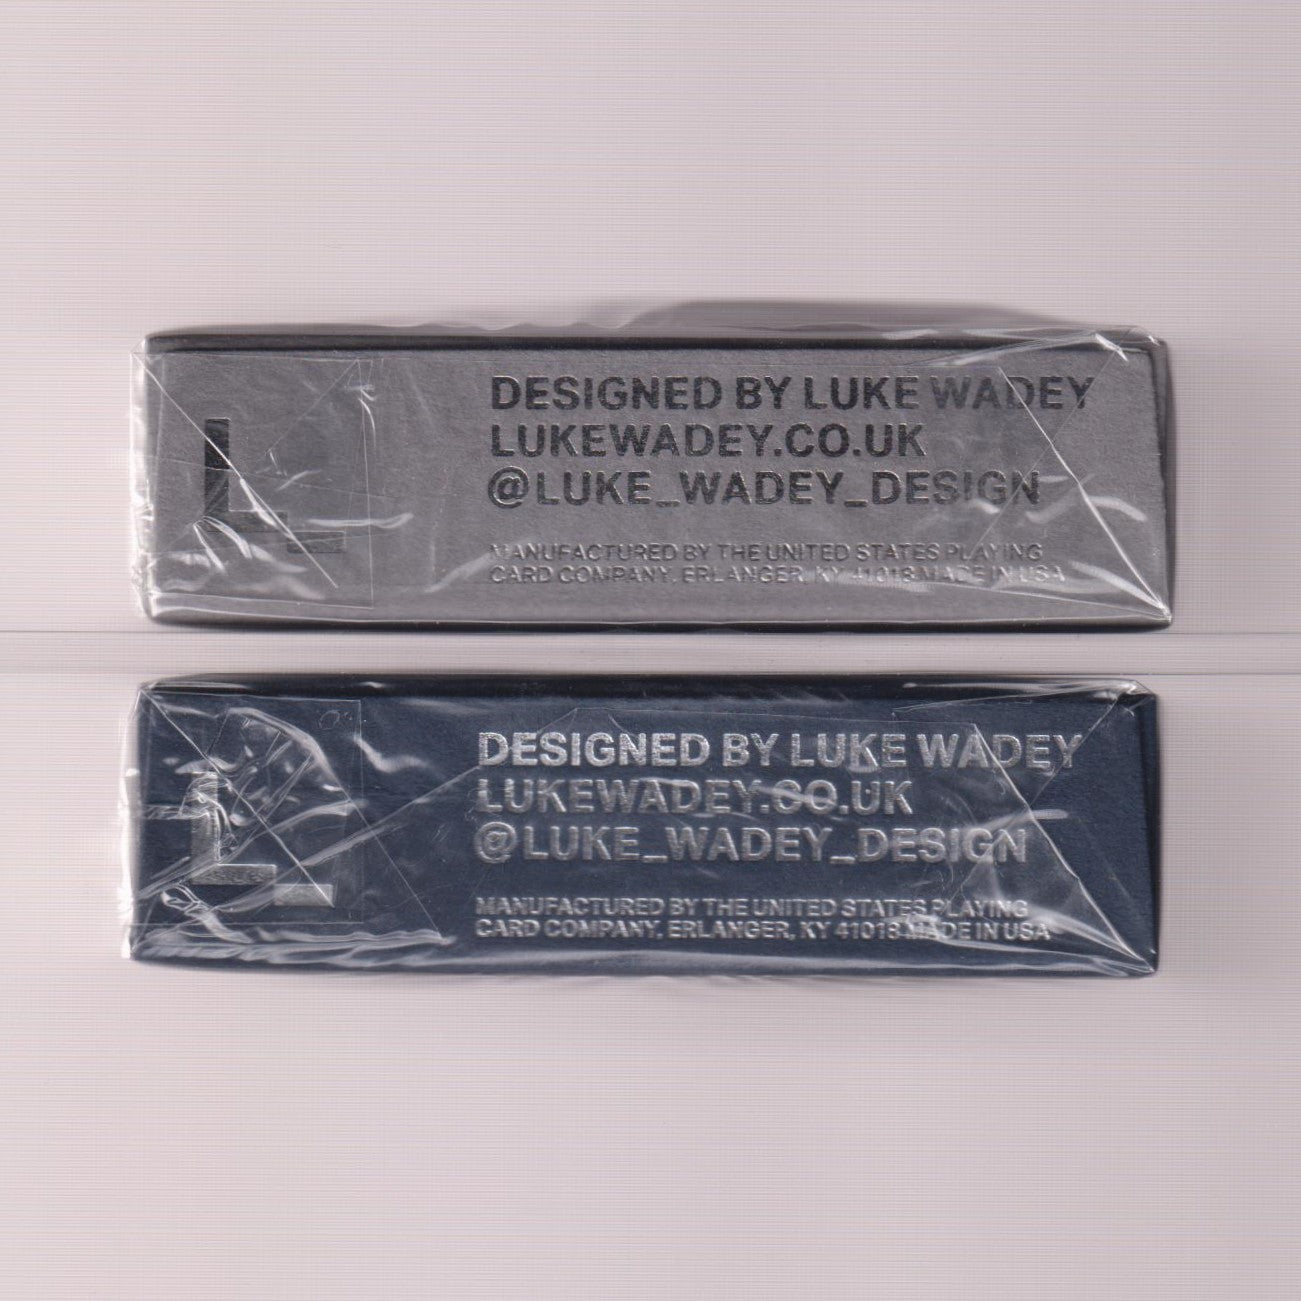 L_
DESIGNED BY LUKE WADEY
LUKEWADEY.CO.UK
@LUKE_WADEY_DESIGN
MANUFACTURED BY THE UNITED STATES PLAYING
CARD COMPANY, ERLANGER, KY 41018 MADE IN USA
L_
DESIGNED BY LUKE WADEY
LUKEWADEY.CO.UK
@LUKE_WADEY_DESIGN
MANUFACTURED BY THE UNITED STATES PLAYING
CARD COMPANY, ERLANGER, KY 41018 MADE IN USA